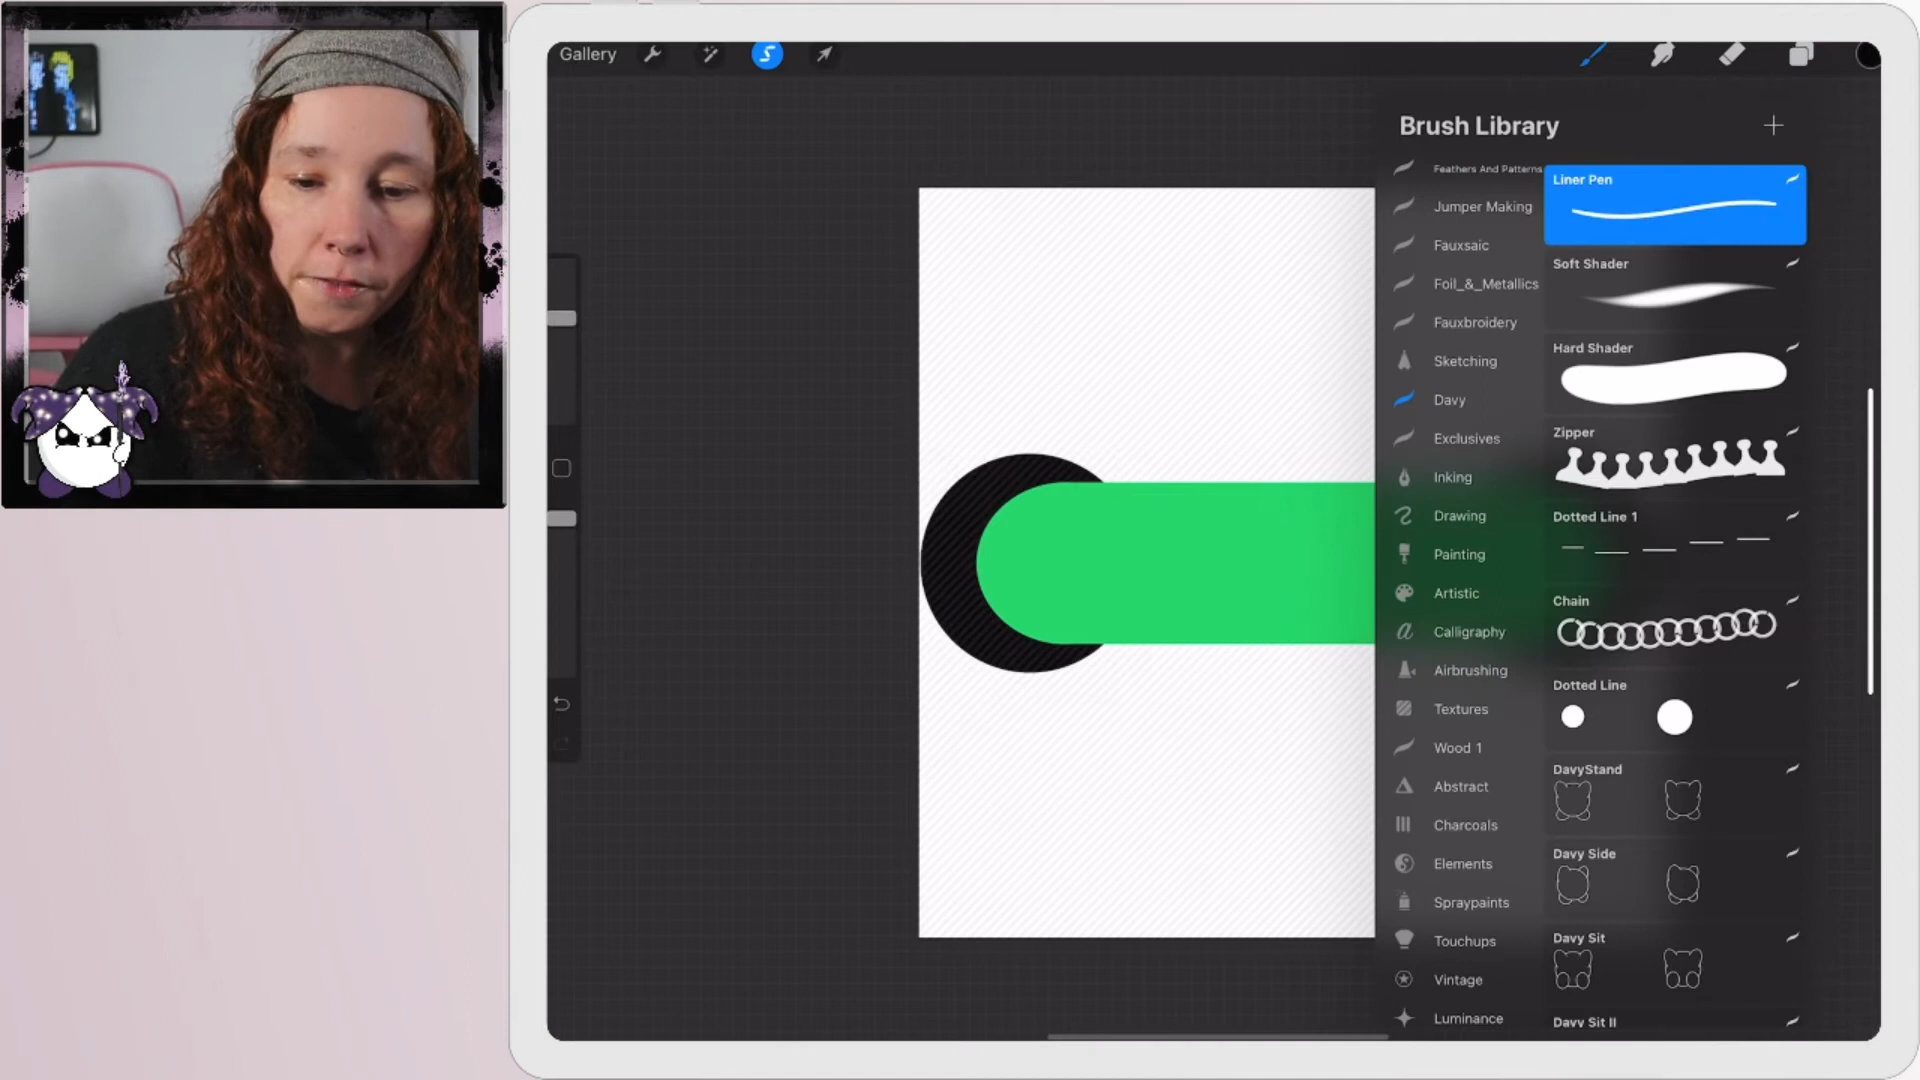 Gallery
Brush Library
Feathers And Patterns
Jumper Making
Fauxsaic
Foil_&_Metallics
Fauxbroidery
Sketching
Davy
Exclusives
Inking
Drawing
Painting
Artistic
Calligraphy
Airbrushing
Textures
Wood 1
Abstract
Charcoals
Elements
Spraypaints
Touchups
Vintage
Luminance
Liner Pen
Soft Shader
Hard Shader
Zipper
Dotted Line 1
Chain
Dotted Line
DavyStand
Davy Side
Davy Sit
Davy Sit II